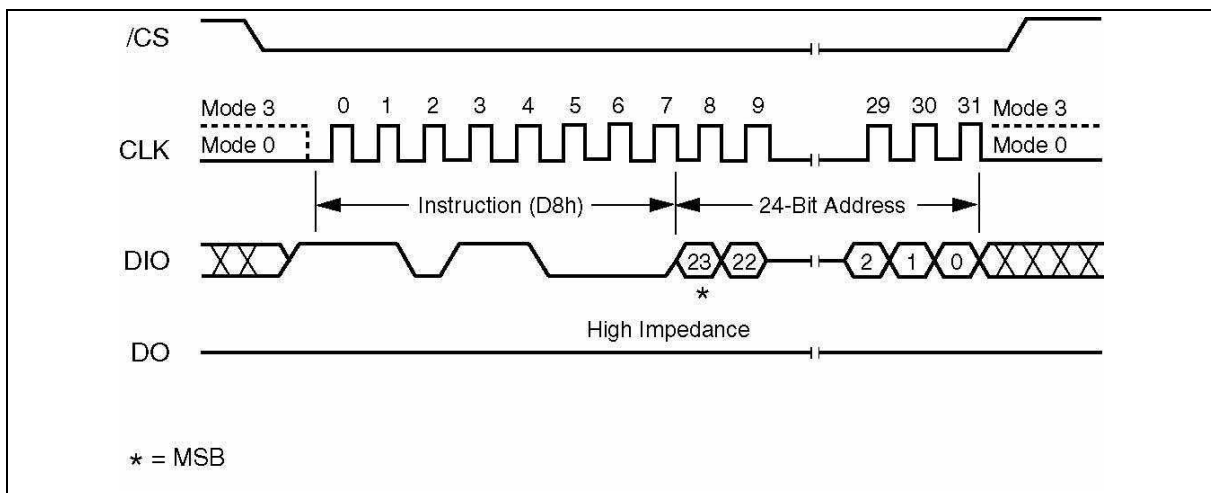 /CS
Mode 3 0 1 2 3 4 5 6 7 8 9 29 30 31 Mode 3
CLK Mode 0 Mode 0
Instruction (D8h) 24-Bit Address
DIO 23 22 2 1 0
*
High Impedance
DO
* = MSB